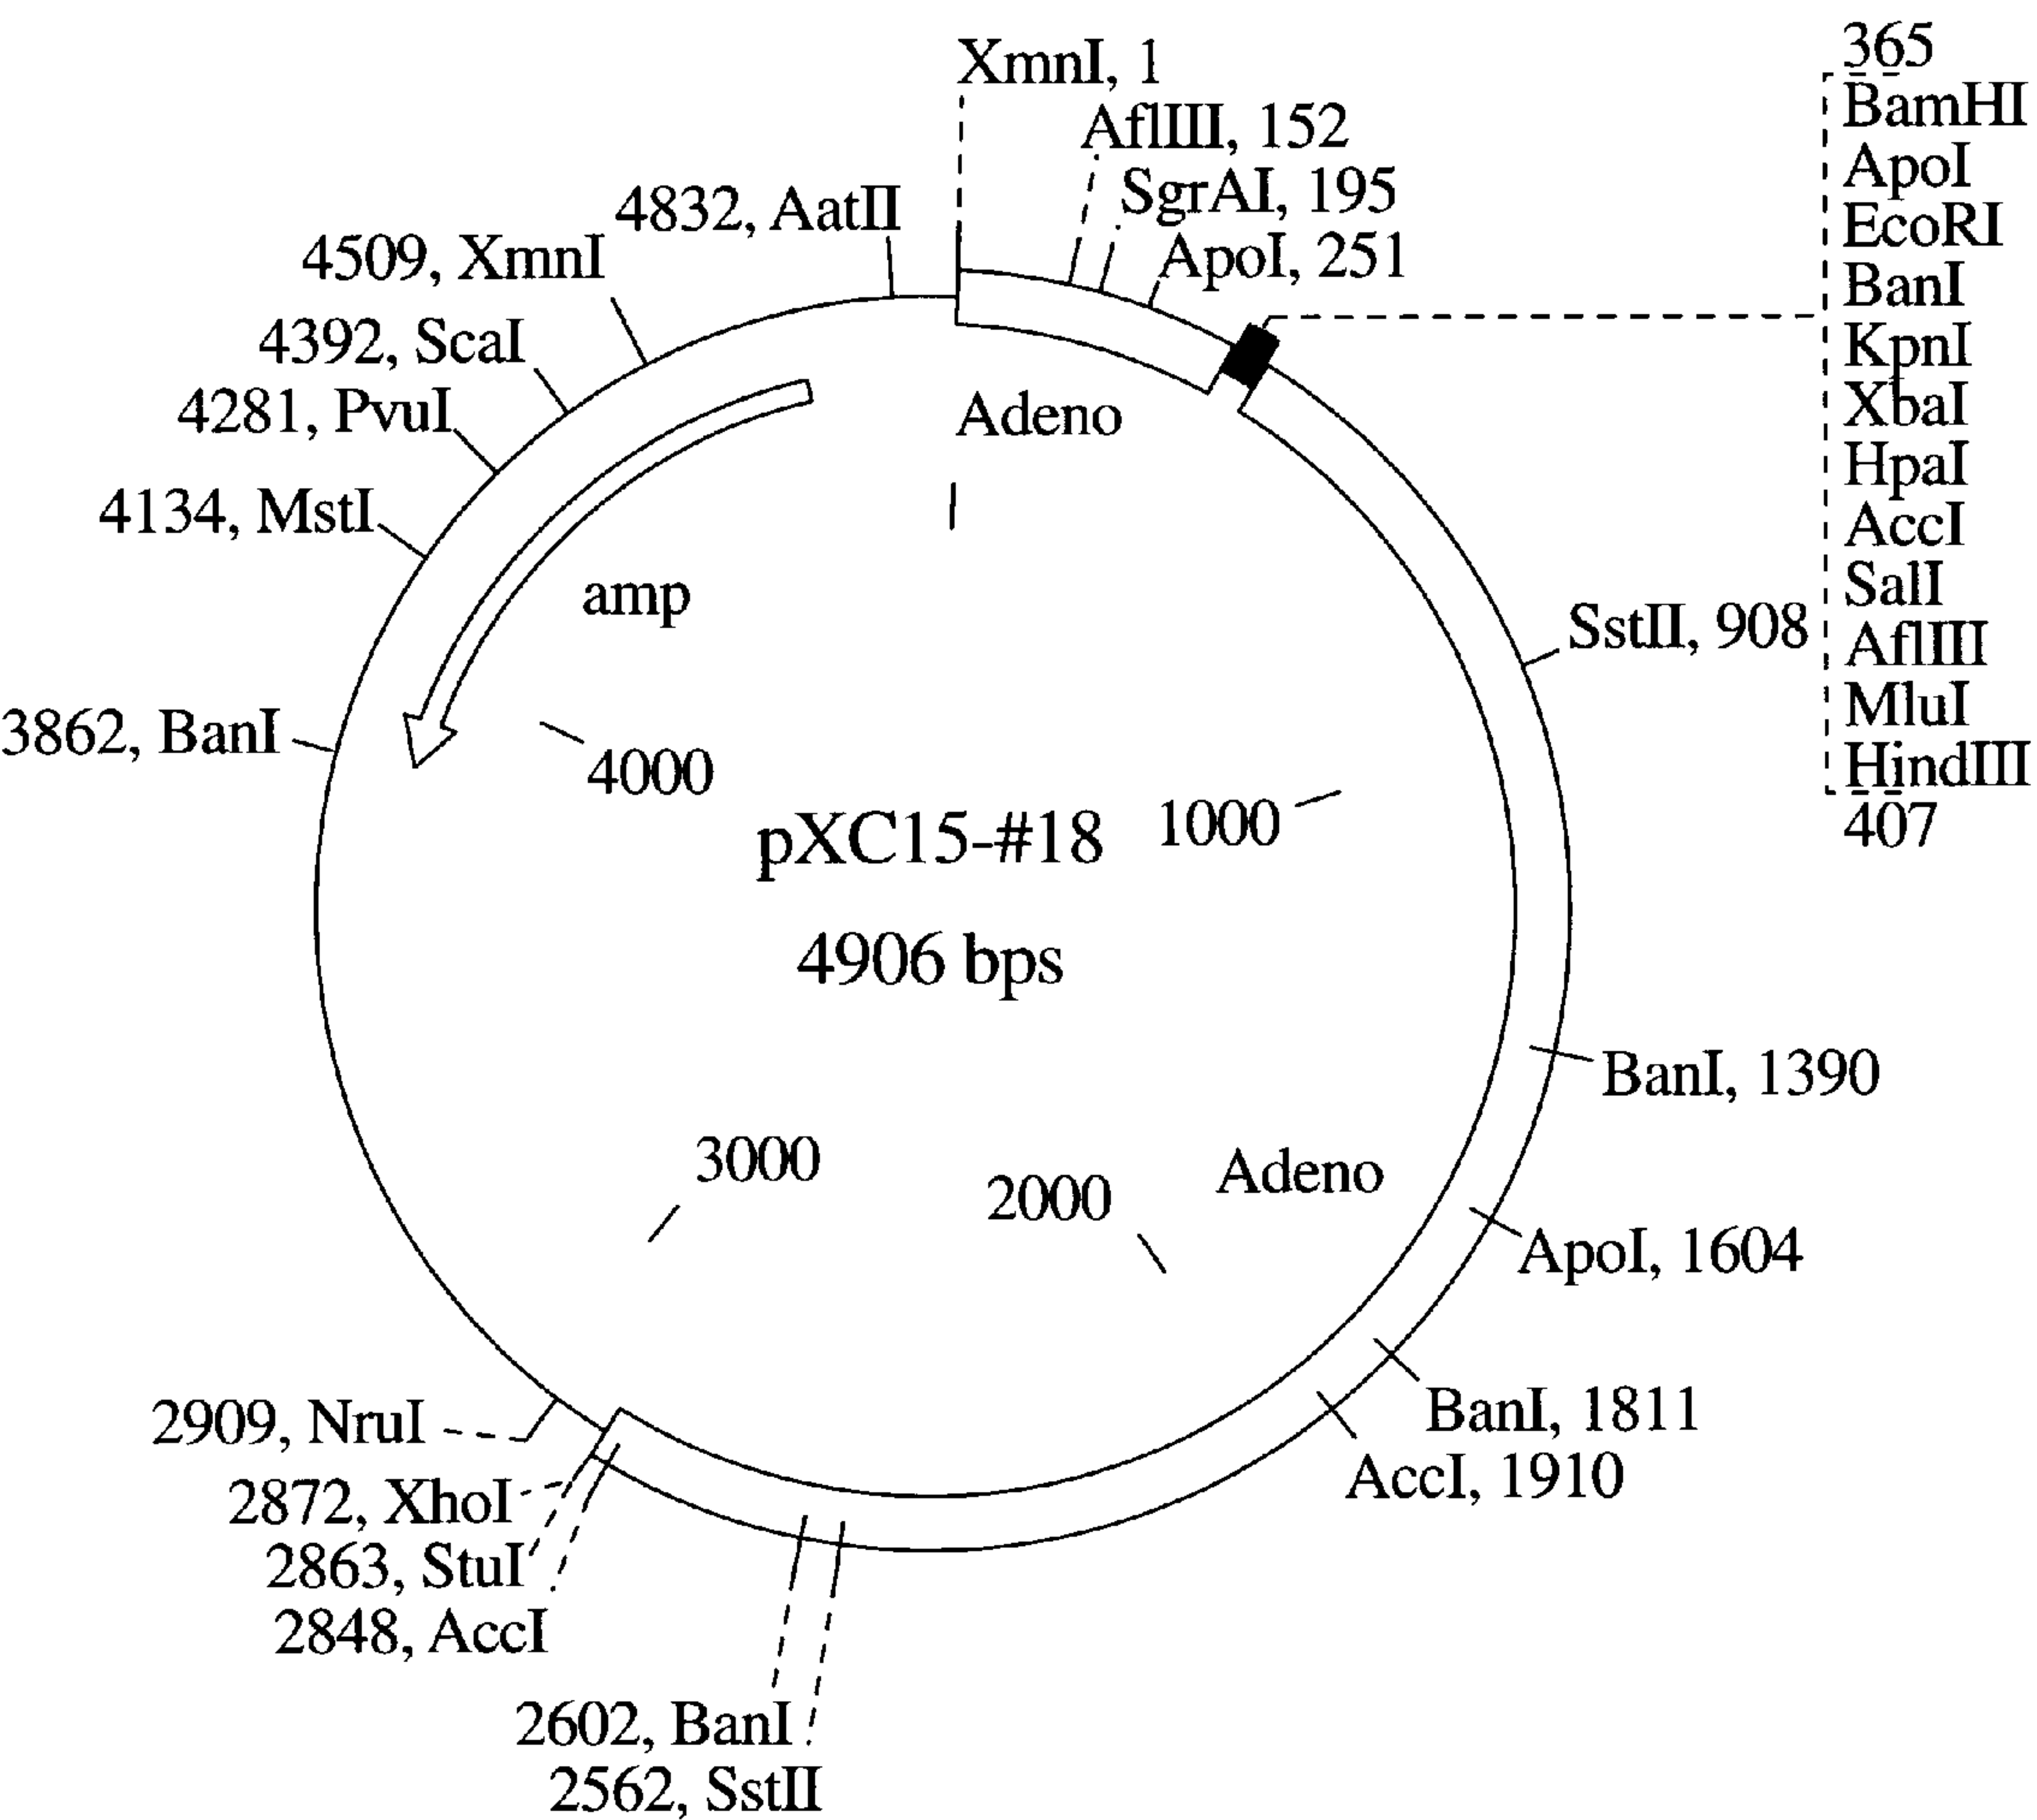 XmnI, 1
AflIII, 152
SgrAI, 195
ApoI, 251
365
BamHI
ApoI
EcoRI
BanI
KpnI
XbaI
HpaI
AccI
SalI
AflIII
MluI
HindIII
407
SstII, 908
BanI, 1390
ApoI, 1604
BanI, 1811
AccI, 1910
2562, SstII
2602, BanI
2848, AccI
2863, StuI
2872, XhoI
2909, NruI
3862, BanI
4134, MstI
4281, PvuI
4392, ScaI
4509, XmnI
4832, AatII
Adeno
amp
4000
1000
pXC15-#18
4906 bps
3000
2000
Adeno